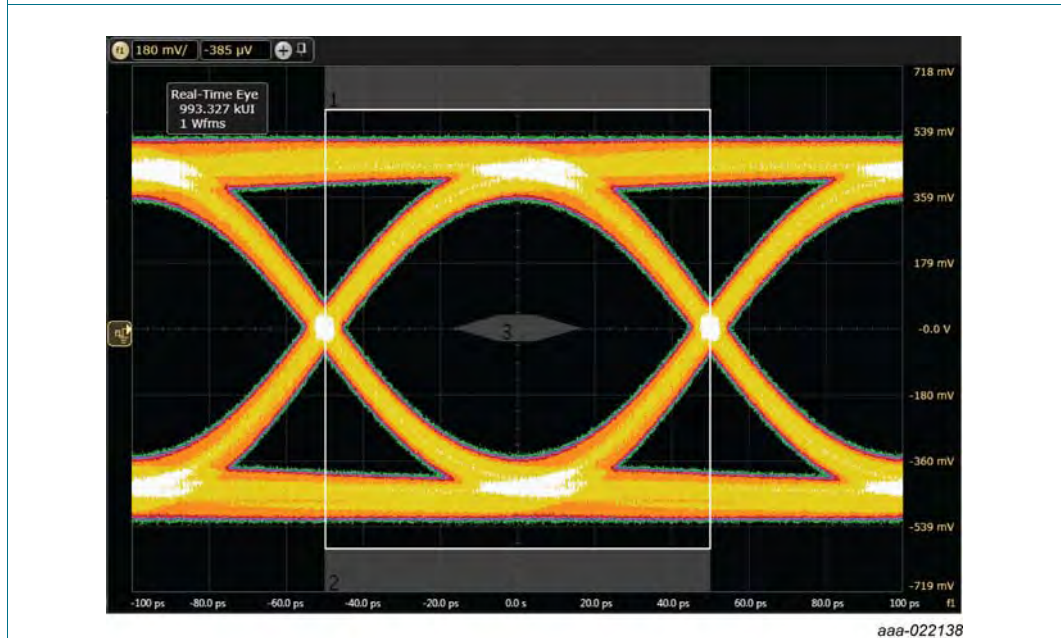 f1 180 mV/ -385 µV
718 mV
Real-Time Eye
993.327 kUI
1 Wfms
1
539 mV
359 mV
179 mV
3
-0.0 V
-180 mV
-360 mV
-539 mV
2
-719 mV
-100 ps -80.0 ps -60.0 ps -40.0 ps -20.0 ps 0.0 s 20.0 ps 40.0 ps 60.0 ps 80.0 ps 100 ps f1
aaa-022138